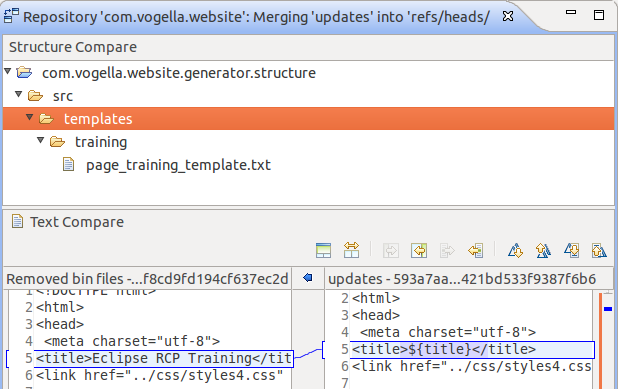 Repository 'com.vogella.website': Merging 'updates' into 'refs/heads/
Structure Compare
com.vogella.website.generator.structure
src
templates
training
page_training_template.txt
Text Compare
Removed bin files -...f8cd9fd194cf637ec2d
updates - 593a7aa...421bd533f9387f6b6
1 <!DOCTYPE html>
2 <html>
3 <head>
4 <meta charset="utf-8">
5 <title>Eclipse RCP Training</tit
6 <link href="../css/styles4.css"
2 <html>
3 <head>
4 <meta charset="utf-8">
5 <title>${title}</title>
6 <link href="../css/styles4.css
7